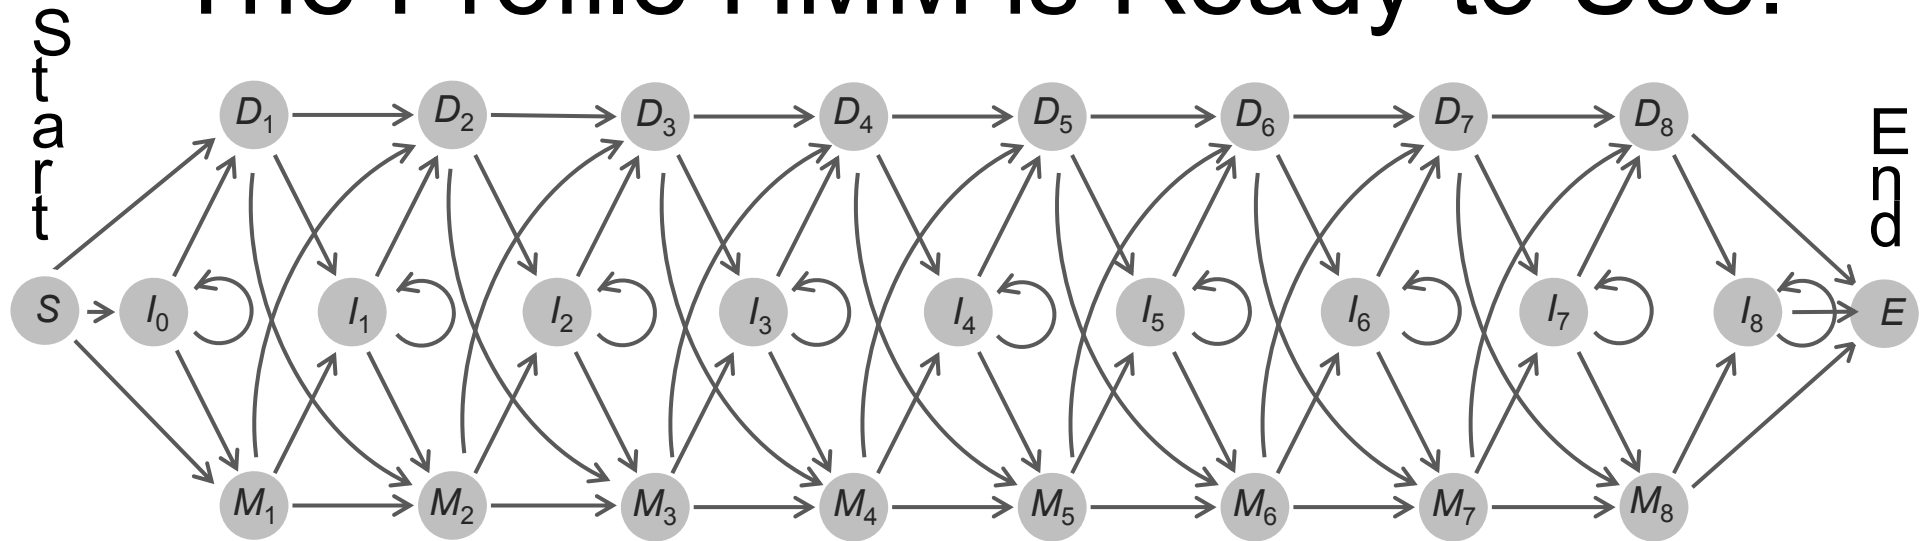 The Profile HMM is Ready to Use!
Start
D1 D2 D3 D4 D5 D6 D7 D8
End
S I0 I1 I2 I3 I4 I5 I6 I7 I8 E
M1 M2 M3 M4 M5 M6 M7 M8